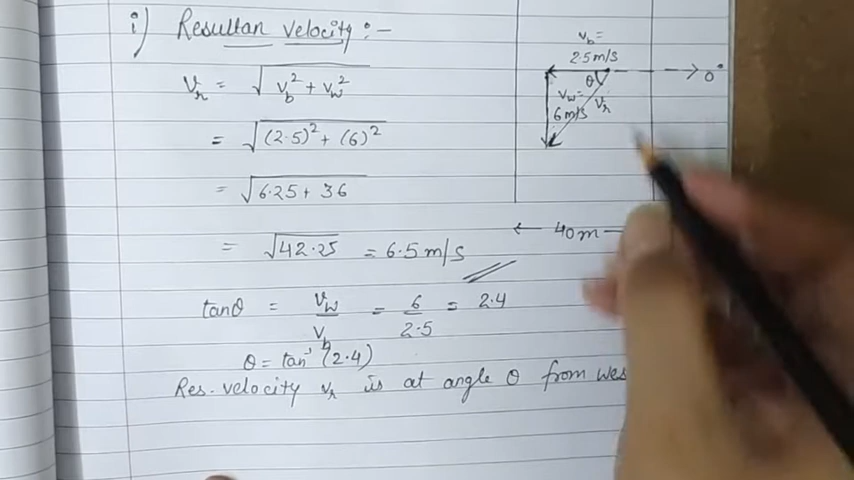 i) Resultan Velocity :-
Vr = √ Vb² + Vw²
= √(2.5)² + (6)²
= √6.25 + 36
= √42.25 = 6.5 m/s
tanθ = Vw/Vb = 6/2.5 = 2.4
θ = tan⁻¹(2.4)
Res. velocity Vr is at angle θ from wes
Vb =
2.5 m/s
θ
0°
Vw =
6 m/s
Vr
← 40m